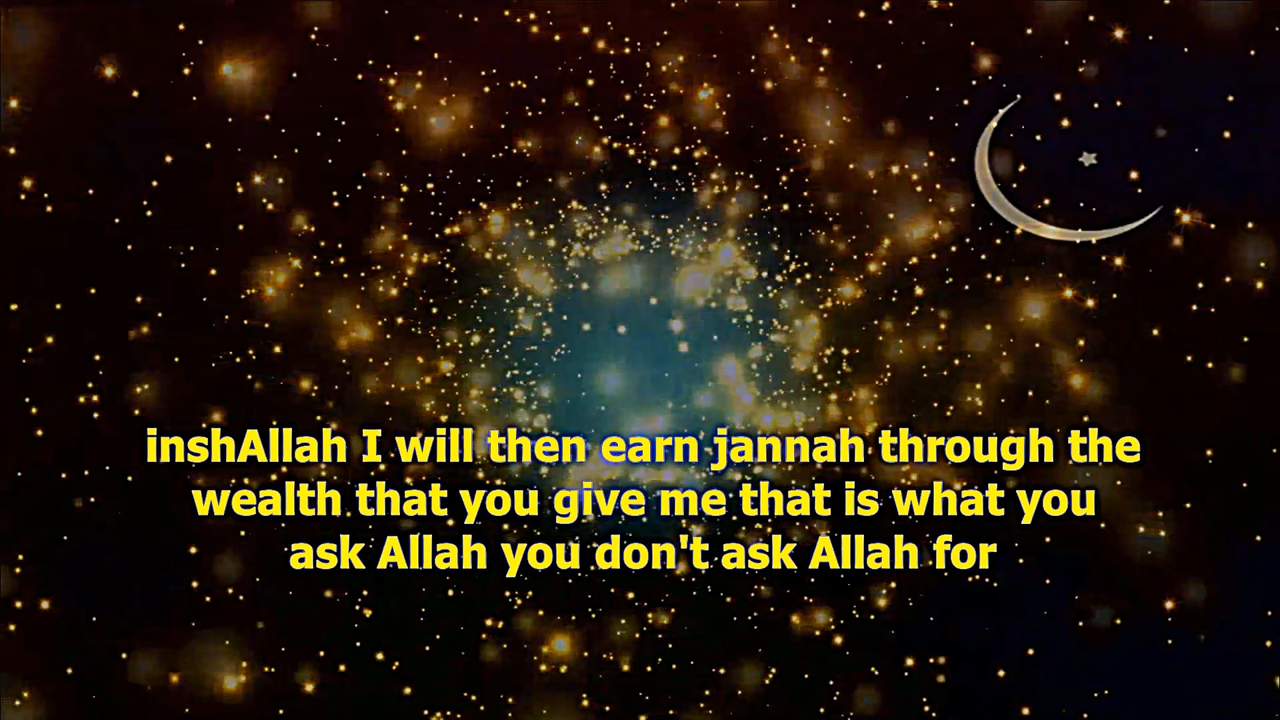 inshAllah I will then earn jannah through the
wealth that you give me that is what you
ask Allah you don't ask Allah for